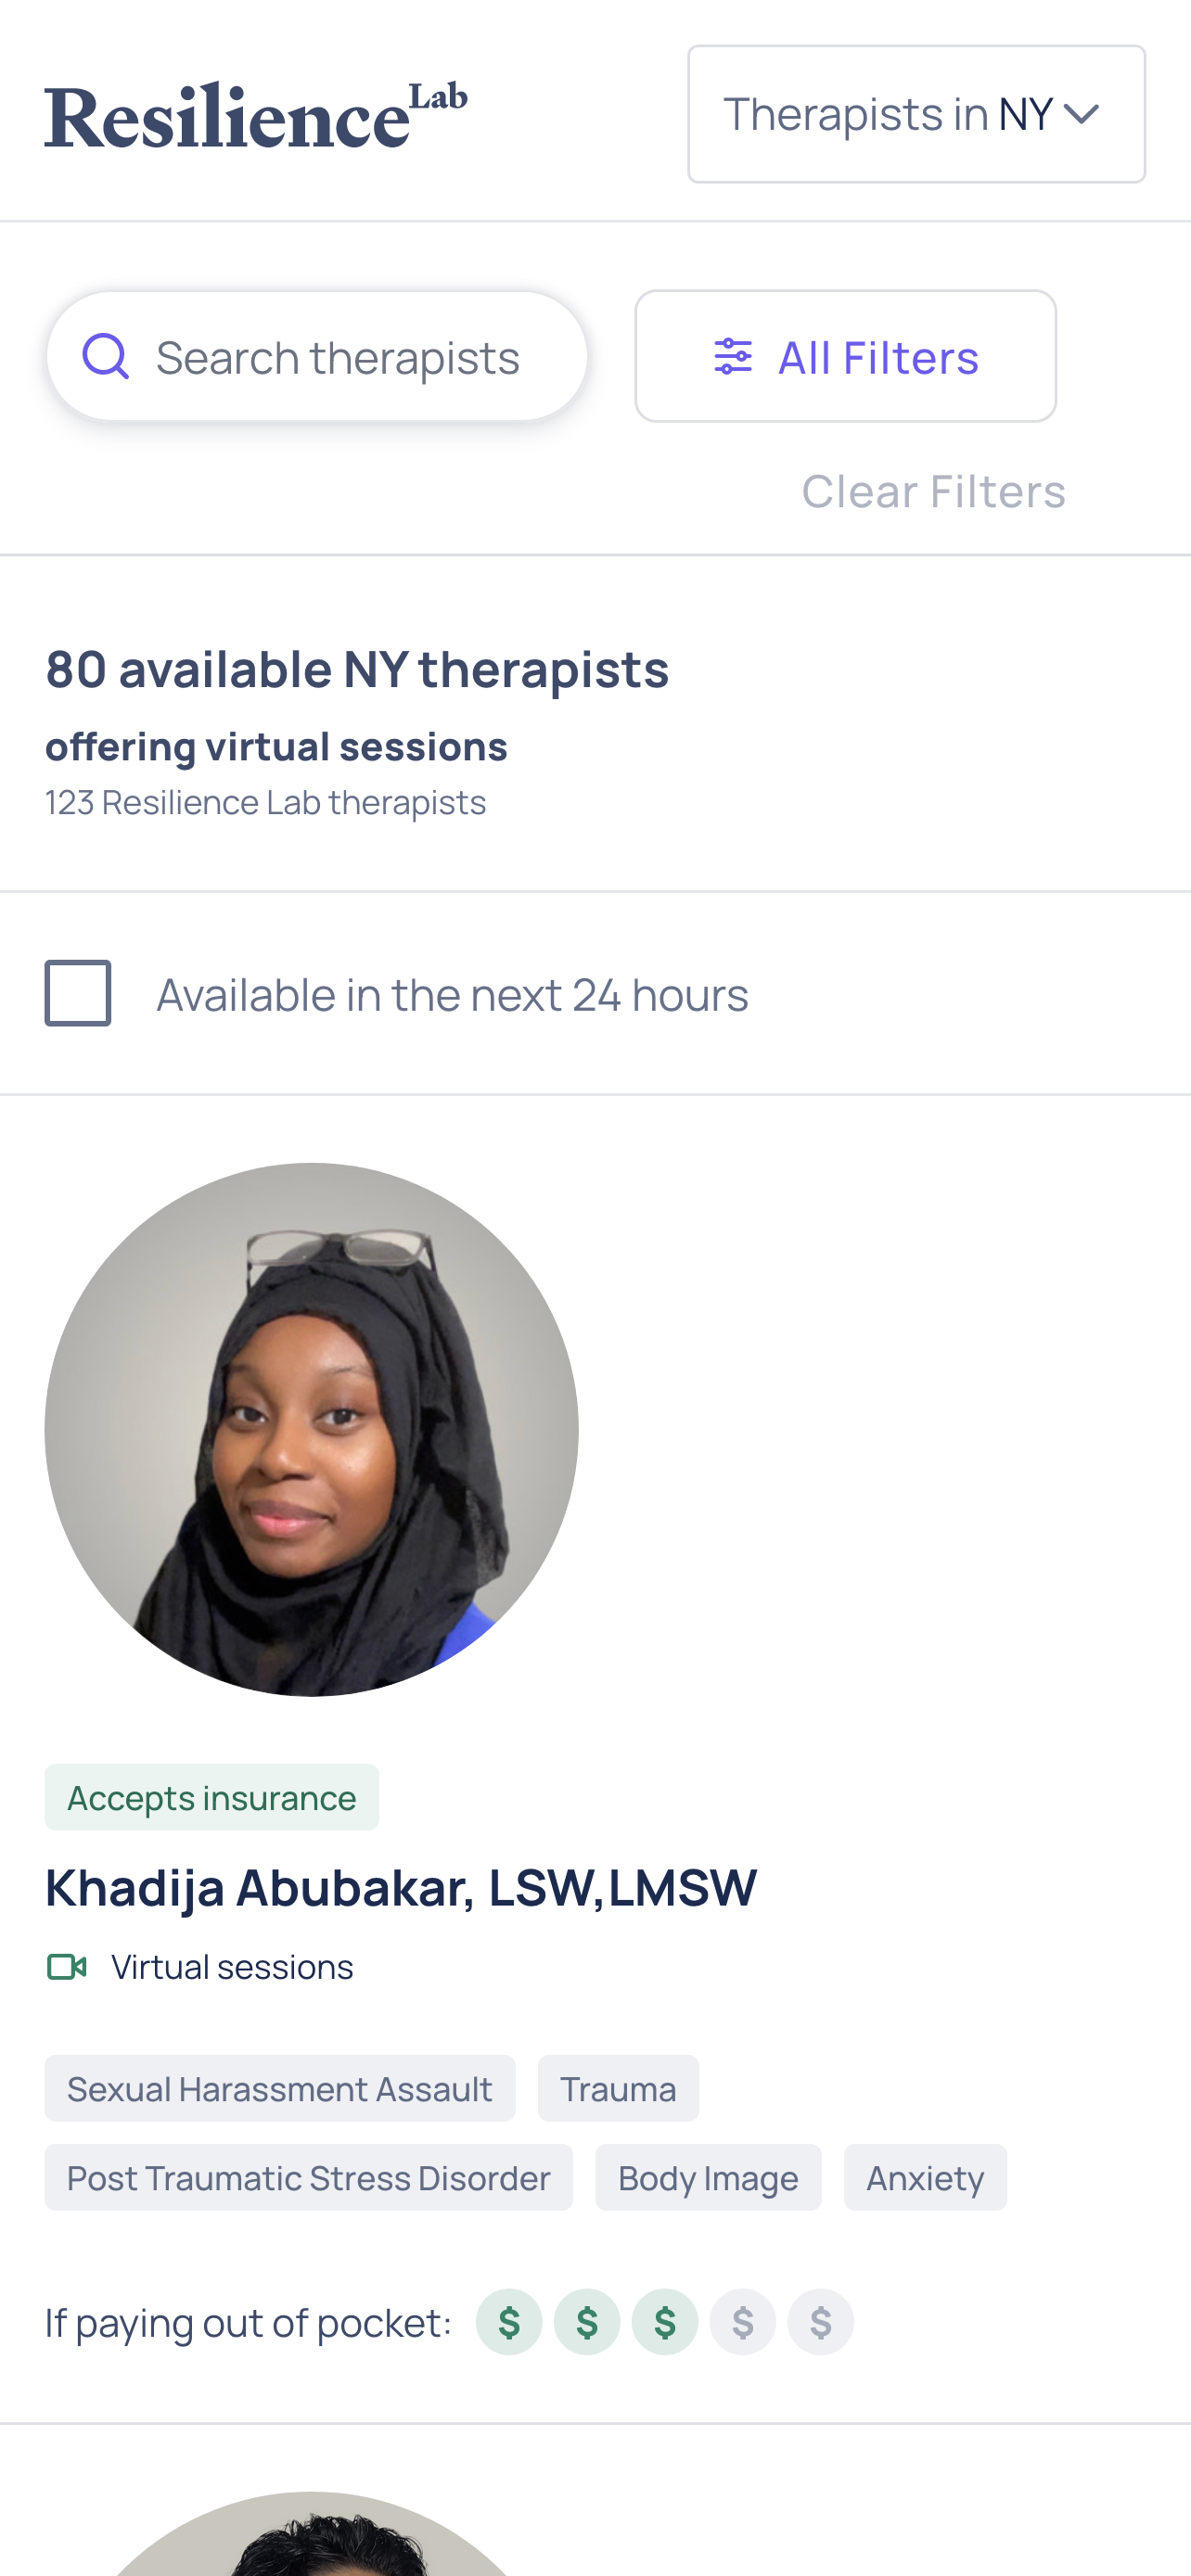 Resilience Lab
Therapists in NY
Search therapists
All Filters
Clear Filters
80 available NY therapists
offering virtual sessions
123 Resilience Lab therapists
Available in the next 24 hours
Accepts insurance
Khadija Abubakar, LSW,LMSW
Virtual sessions
Sexual Harassment Assault Trauma
Post Traumatic Stress Disorder Body Image Anxiety
If paying out of pocket: $ $ $ $ $